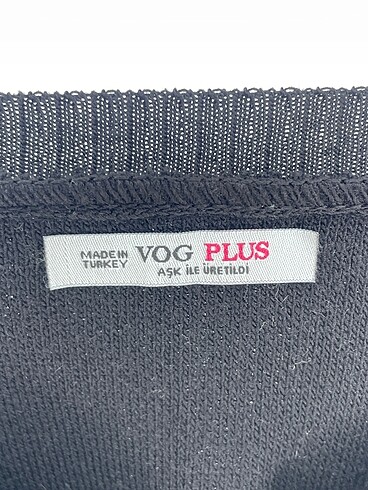 MADE IN
TURKEY
VOG PLUS
AŞK İLE ÜRETİLDİ